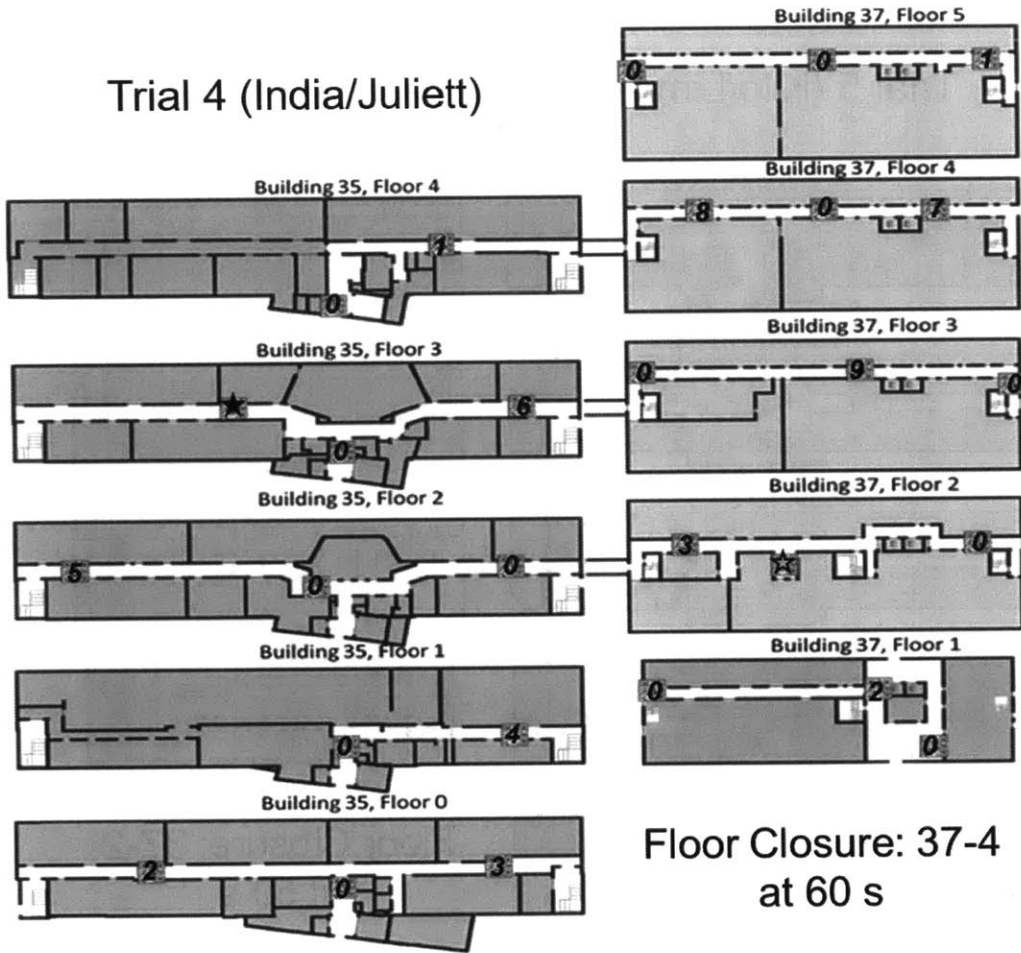 Trial 4 (India/Juliett)
Building 37, Floor 5
0 0 1
Building 35, Floor 4
1
0
Building 37, Floor 4
8 0 7
Building 35, Floor 3
6
0
Building 37, Floor 3
0 9 0
Building 35, Floor 2
5 0 0
Building 37, Floor 2
3 0
Building 35, Floor 1
0 4
Building 37, Floor 1
0 2
0
Building 35, Floor 0
2 0 3
Floor Closure: 37-4
at 60 s